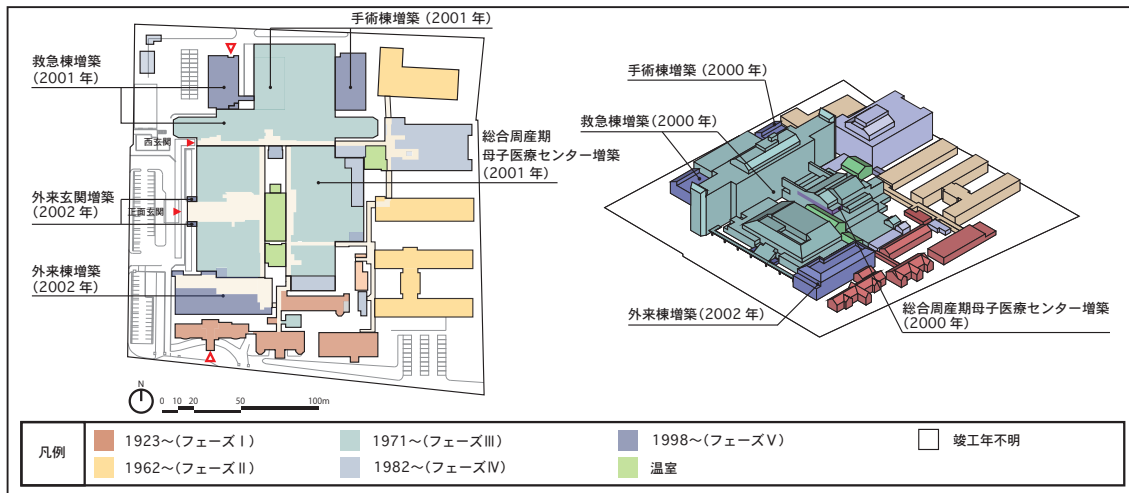 手術棟増築(2001 年)
救急棟増築
(2001 年)
西玄関
総合周産期
母子医療センター増築
(2001 年)
外来玄関増築
(2002 年)
正面玄関
外来棟増築
(2002 年)
N
0 10 20 50 100m
手術棟増築(2000 年)
救急棟増築(2000 年)
外来棟増築(2002 年)
総合周産期母子医療センター増築
(2000 年)
凡例
1923〜(フェーズⅠ)
1971〜(フェーズⅢ)
1998〜(フェーズⅤ)
竣工年不明
1962〜(フェーズⅡ)
1982〜(フェーズⅣ)
温室